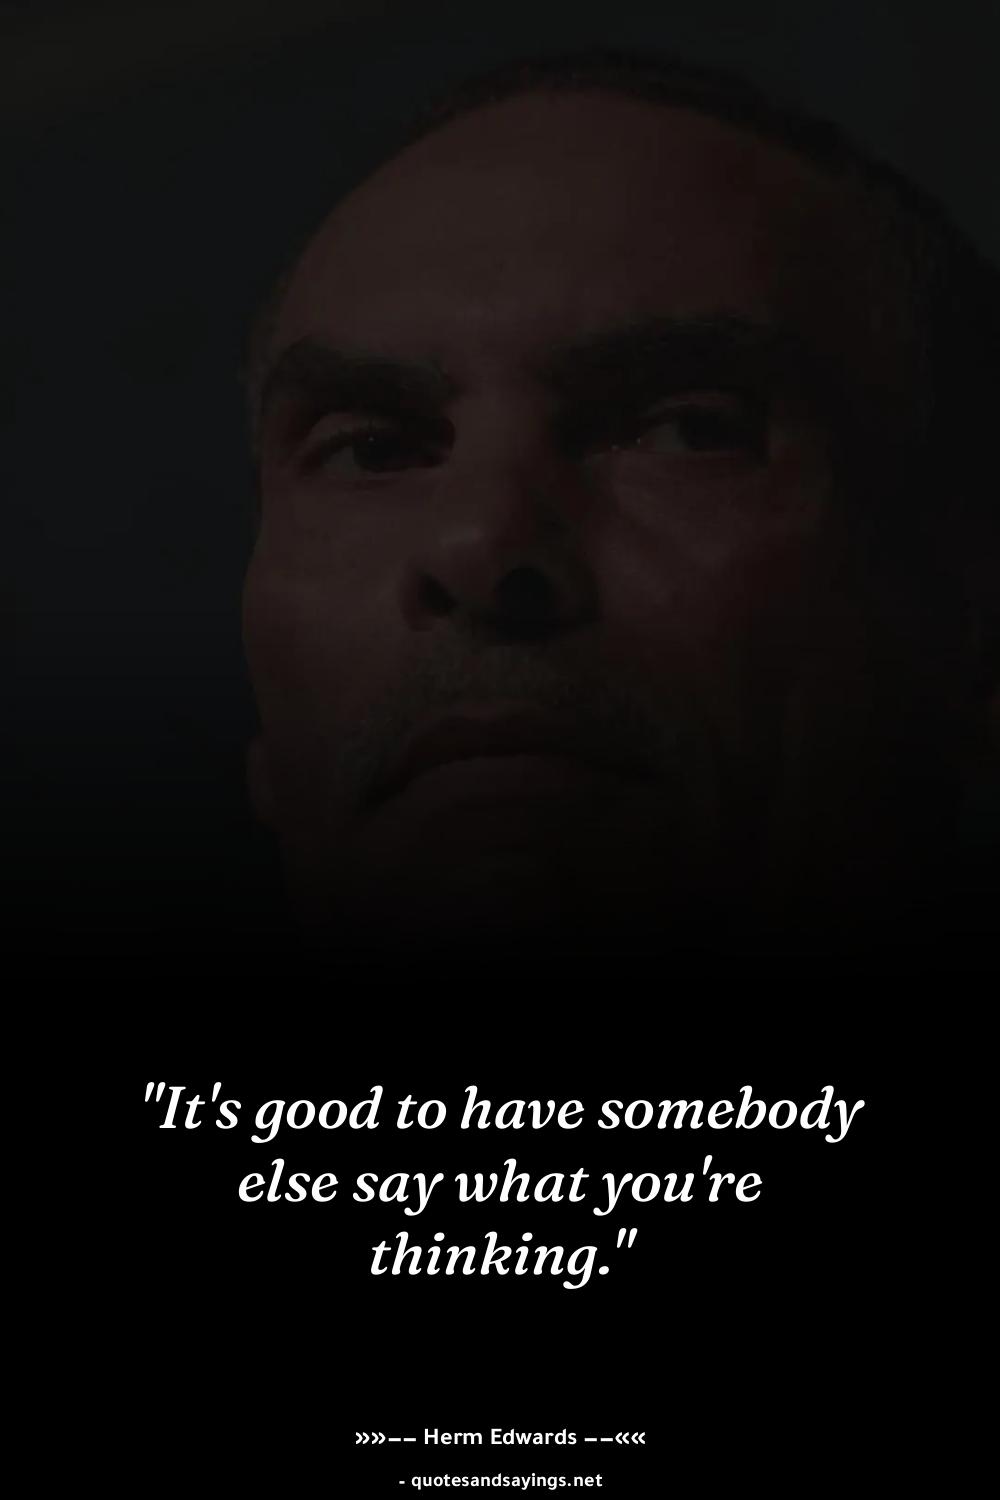 "It's good to have somebody
else say what you're
thinking."
»»–– Herm Edwards ––««
- quotesandsayings.net